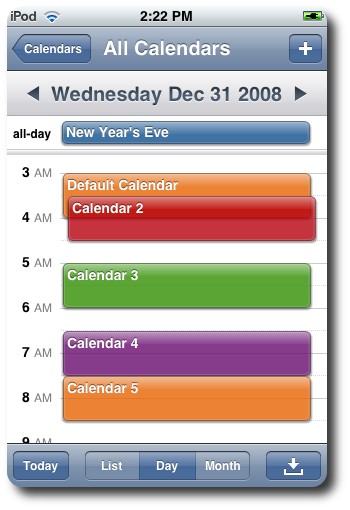 iPod 2:22 PM
Calendars All Calendars +
Wednesday Dec 31 2008
all-day New Year's Eve
3 AM
Default Calendar
Calendar 2
4 AM
5 AM
Calendar 3
6 AM
7 AM
Calendar 4
Calendar 5
8 AM
9 AM
Today List Day Month